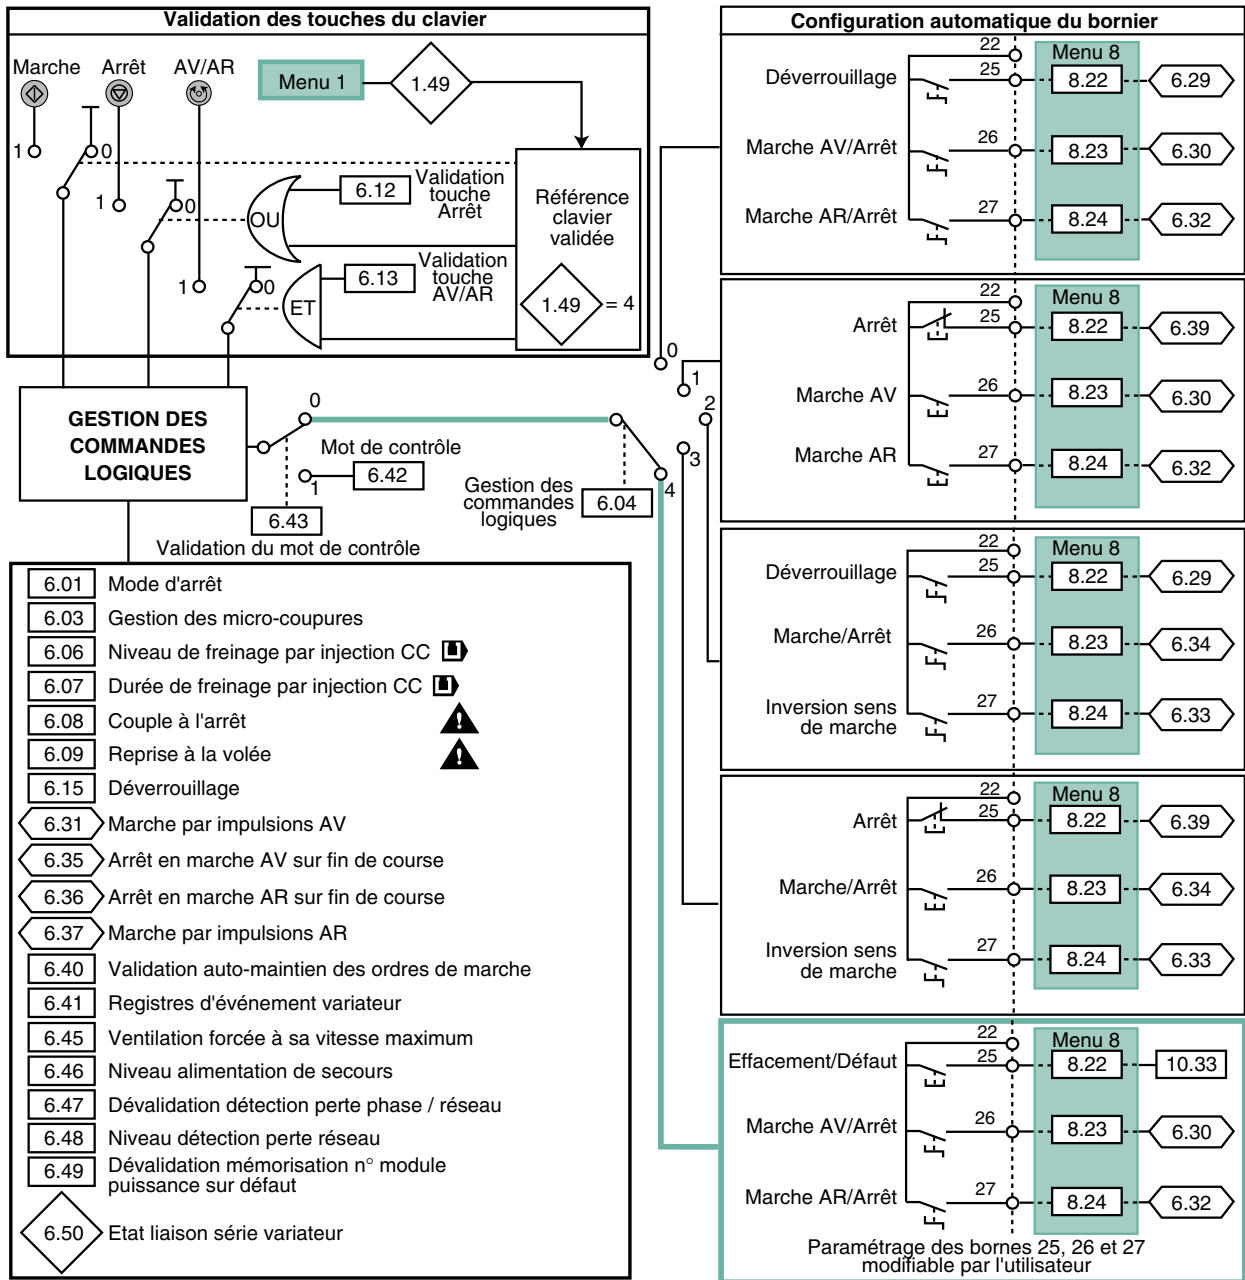 Validation des touches du clavier
Marche
Arrêt
AV/AR
Menu 1
1.49
1
0
1
0
1
0
OU
ET
6.12
Validation
touche
Arrêt
6.13
Validation
touche
AV/AR
Référence
clavier
validée
1.49
= 4
GESTION DES
COMMANDES
LOGIQUES
0
1
Mot de contrôle
6.42
6.43
Validation du mot de contrôle
Gestion des
commandes
logiques
6.04
0
1
2
3
4
6.01 Mode d'arrêt
6.03 Gestion des micro-coupures
6.06 Niveau de freinage par injection CC
6.07 Durée de freinage par injection CC
6.08 Couple à l'arrêt
6.09 Reprise à la volée
6.15 Déverrouillage
6.31 Marche par impulsions AV
6.35 Arrêt en marche AV sur fin de course
6.36 Arrêt en marche AR sur fin de course
6.37 Marche par impulsions AR
6.40 Validation auto-maintien des ordres de marche
6.41 Registres d'événement variateur
6.45 Ventilation forcée à sa vitesse maximum
6.46 Niveau alimentation de secours
6.47 Dévalidation détection perte phase / réseau
6.48 Niveau détection perte réseau
6.49 Dévalidation mémorisation n° module
puissance sur défaut
6.50 Etat liaison série variateur
Configuration automatique du bornier
22 Menu 8
Déverrouillage 25 8.22 6.29
Marche AV/Arrêt 26 8.23 6.30
Marche AR/Arrêt 27 8.24 6.32
22 Menu 8
Arrêt 25 8.22 6.39
Marche AV 26 8.23 6.30
Marche AR 27 8.24 6.32
22 Menu 8
Déverrouillage 25 8.22 6.29
Marche/Arrêt 26 8.23 6.34
Inversion sens
de marche 27 8.24 6.33
22 Menu 8
Arrêt 25 8.22 6.39
Marche/Arrêt 26 8.23 6.34
Inversion sens
de marche 27 8.24 6.33
22 Menu 8
Effacement/Défaut 25 8.22 10.33
Marche AV/Arrêt 26 8.23 6.30
Marche AR/Arrêt 27 8.24 6.32
Paramétrage des bornes 25, 26 et 27
modifiable par l'utilisateur